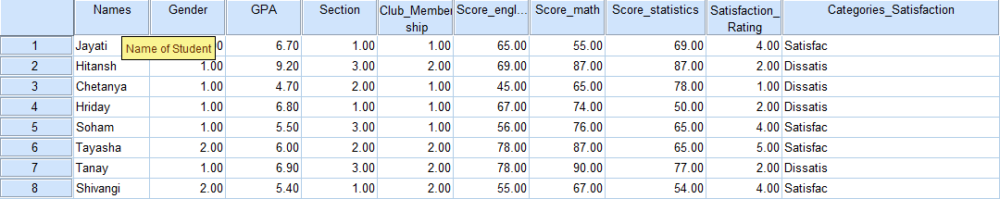 Names Gender GPA Section Club_Member ship Score_engl... Score_math Score_statistics Satisfaction_ Rating Categories_Satisfaction
1 Jayati 0 6.70 1.00 1.00 65.00 55.00 69.00 4.00 Satisfac
Name of Student
2 Hitansh 1.00 9.20 3.00 2.00 69.00 87.00 87.00 2.00 Dissatis
3 Chetanya 1.00 4.70 2.00 1.00 45.00 65.00 78.00 1.00 Dissatis
4 Hriday 1.00 6.80 1.00 1.00 67.00 74.00 50.00 2.00 Dissatis
5 Soham 1.00 5.50 3.00 1.00 56.00 76.00 65.00 4.00 Satisfac
6 Tayasha 2.00 6.00 2.00 2.00 78.00 87.00 65.00 5.00 Satisfac
7 Tanay 1.00 6.90 3.00 2.00 78.00 90.00 77.00 2.00 Dissatis
8 Shivangi 2.00 5.40 1.00 2.00 55.00 67.00 54.00 4.00 Satisfac